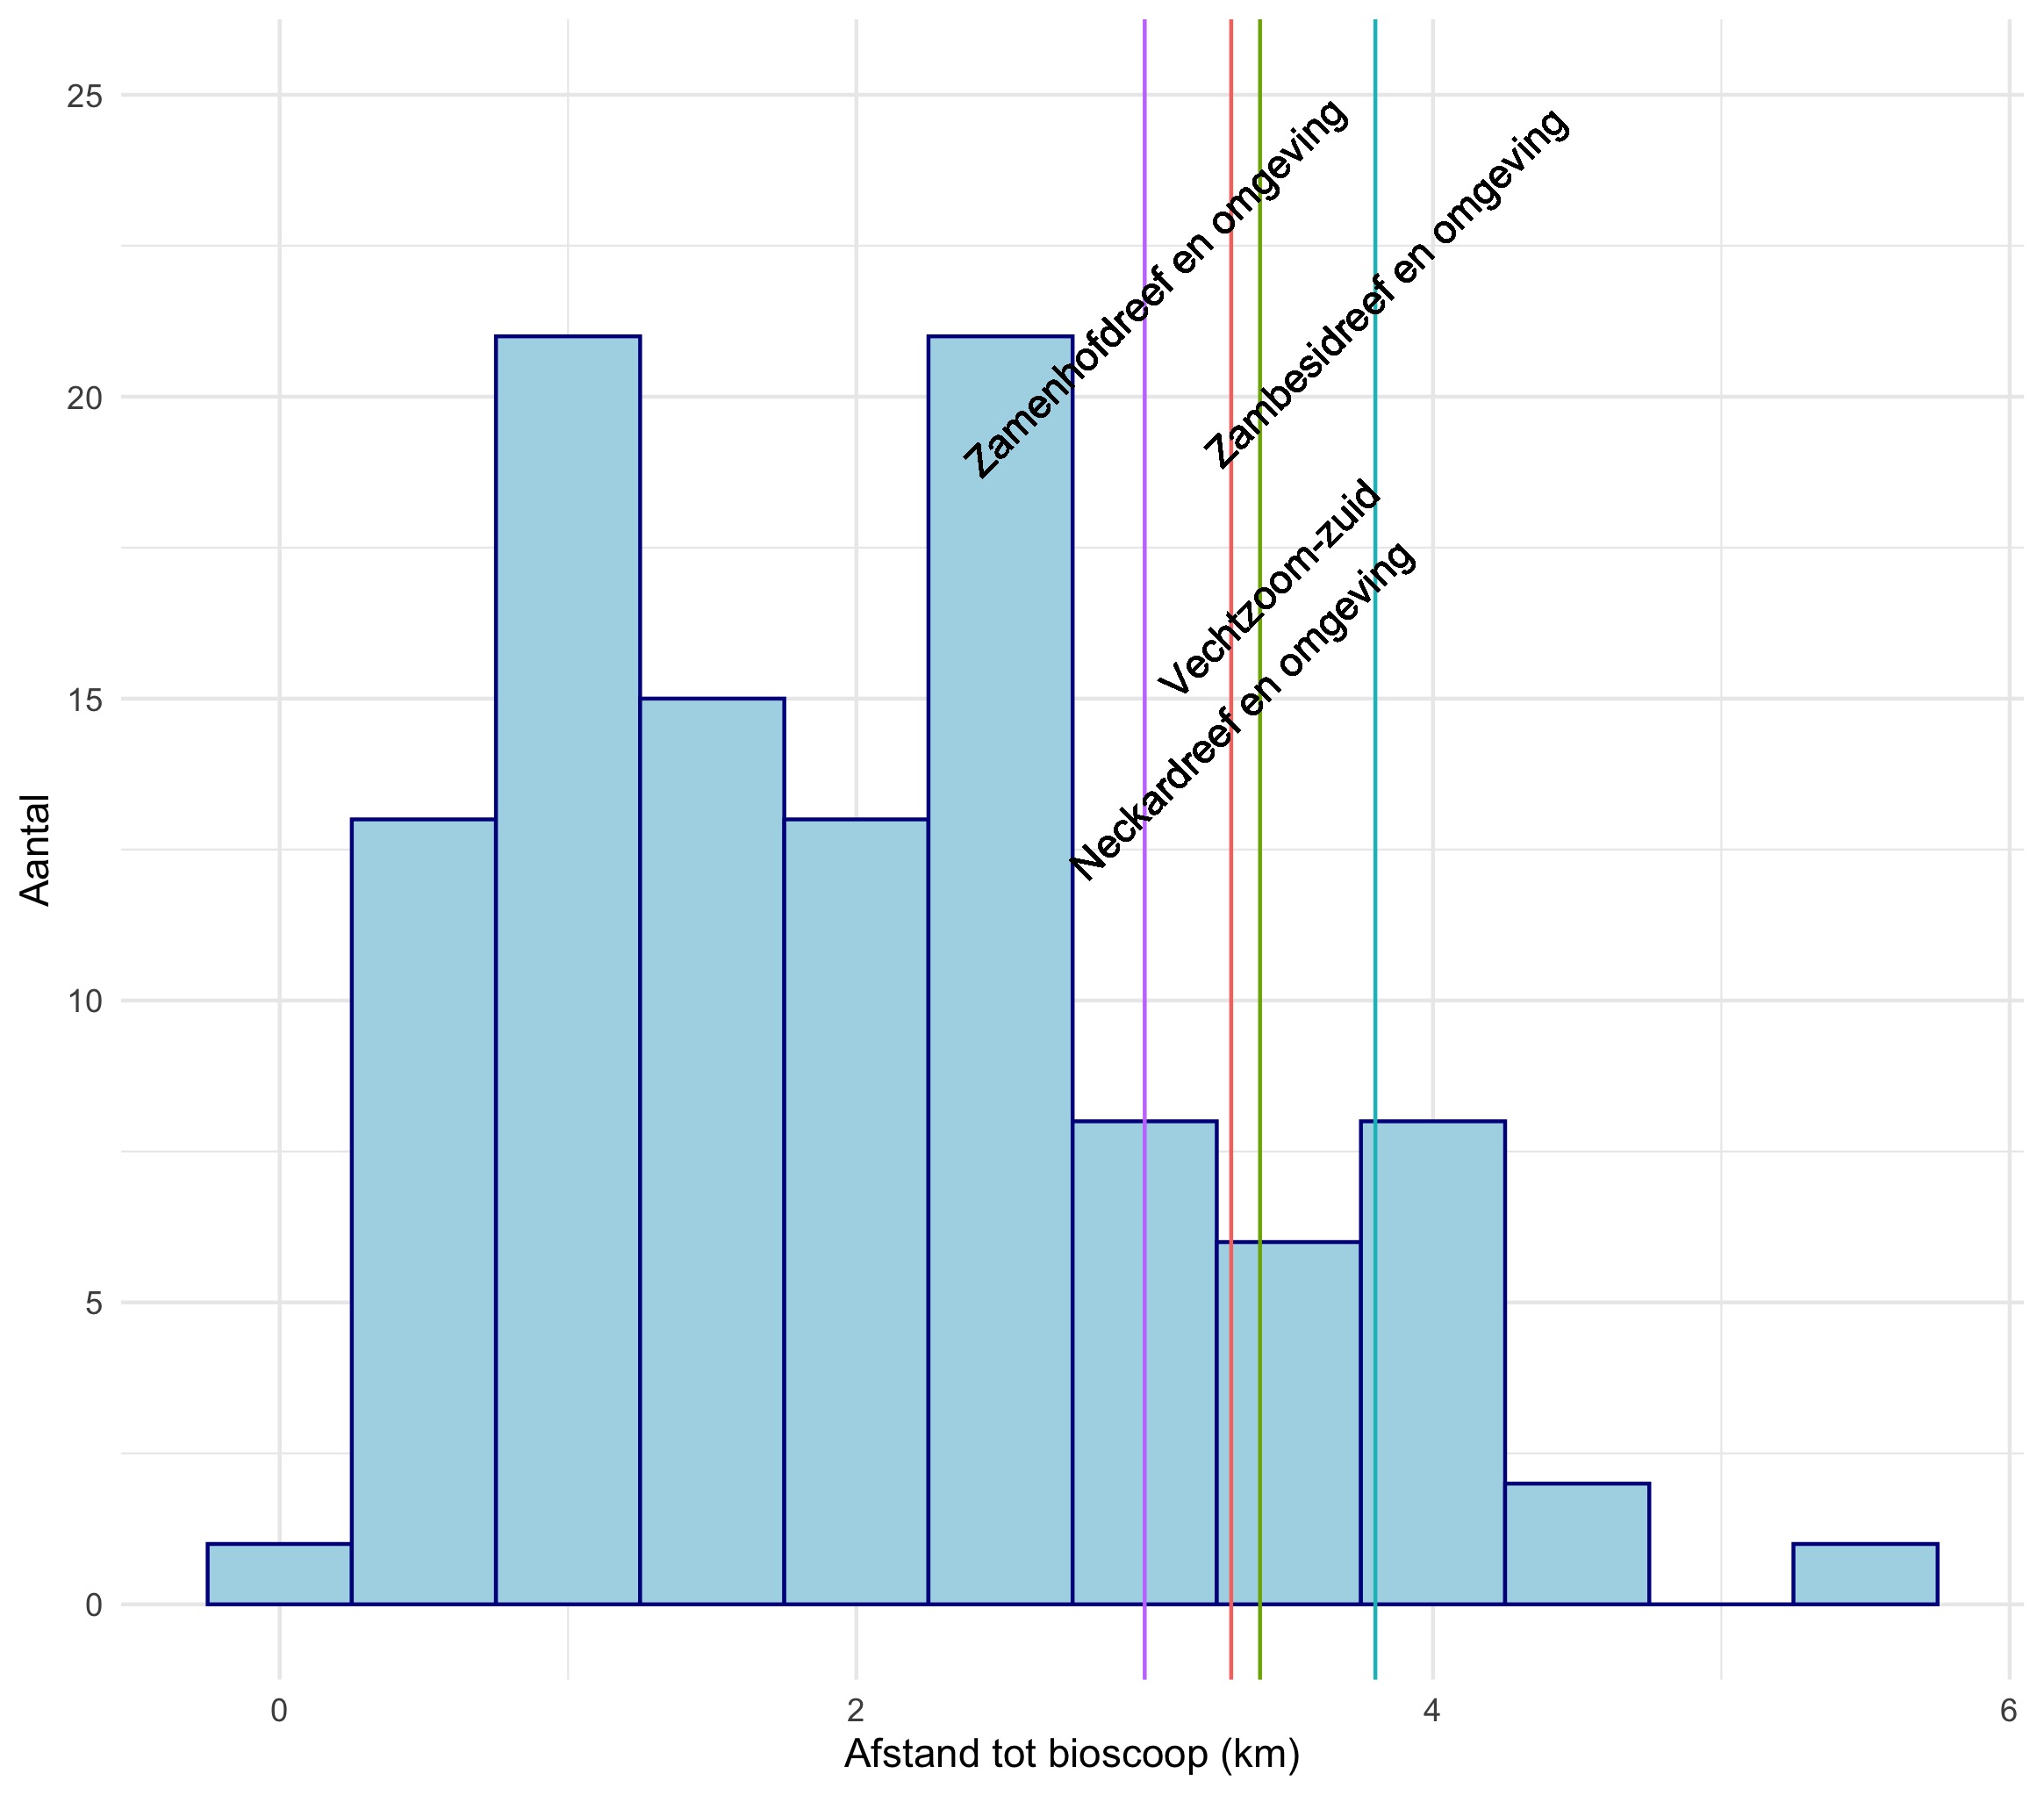 25
20
15
10
5
0
Aantal
Zamenhofdreef en omgeving
Zambesidreef en omgeving
Vechtzoom-zuid
Neckardreef en omgeving
0 2 4 6
Afstand tot bioscoop (km)